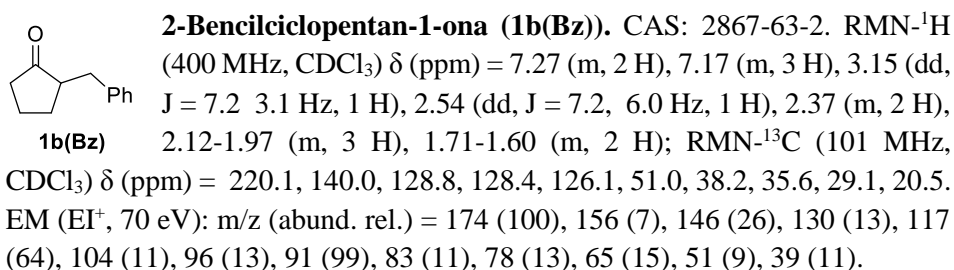 O
Ph
1b(Bz)
2-Bencilciclopentan-1-ona (1b(Bz)). CAS: 2867-63-2. RMN-¹H
(400 MHz, CDCl₃) δ (ppm) = 7.27 (m, 2 H), 7.17 (m, 3 H), 3.15 (dd,
J = 7.2 3.1 Hz, 1 H), 2.54 (dd, J = 7.2, 6.0 Hz, 1 H), 2.37 (m, 2 H),
2.12-1.97 (m, 3 H), 1.71-1.60 (m, 2 H); RMN-¹³C (101 MHz,
CDCl₃) δ (ppm) = 220.1, 140.0, 128.8, 128.4, 126.1, 51.0, 38.2, 35.6, 29.1, 20.5.
EM (EI⁺, 70 eV): m/z (abund. rel.) = 174 (100), 156 (7), 146 (26), 130 (13), 117
(64), 104 (11), 96 (13), 91 (99), 83 (11), 78 (13), 65 (15), 51 (9), 39 (11).